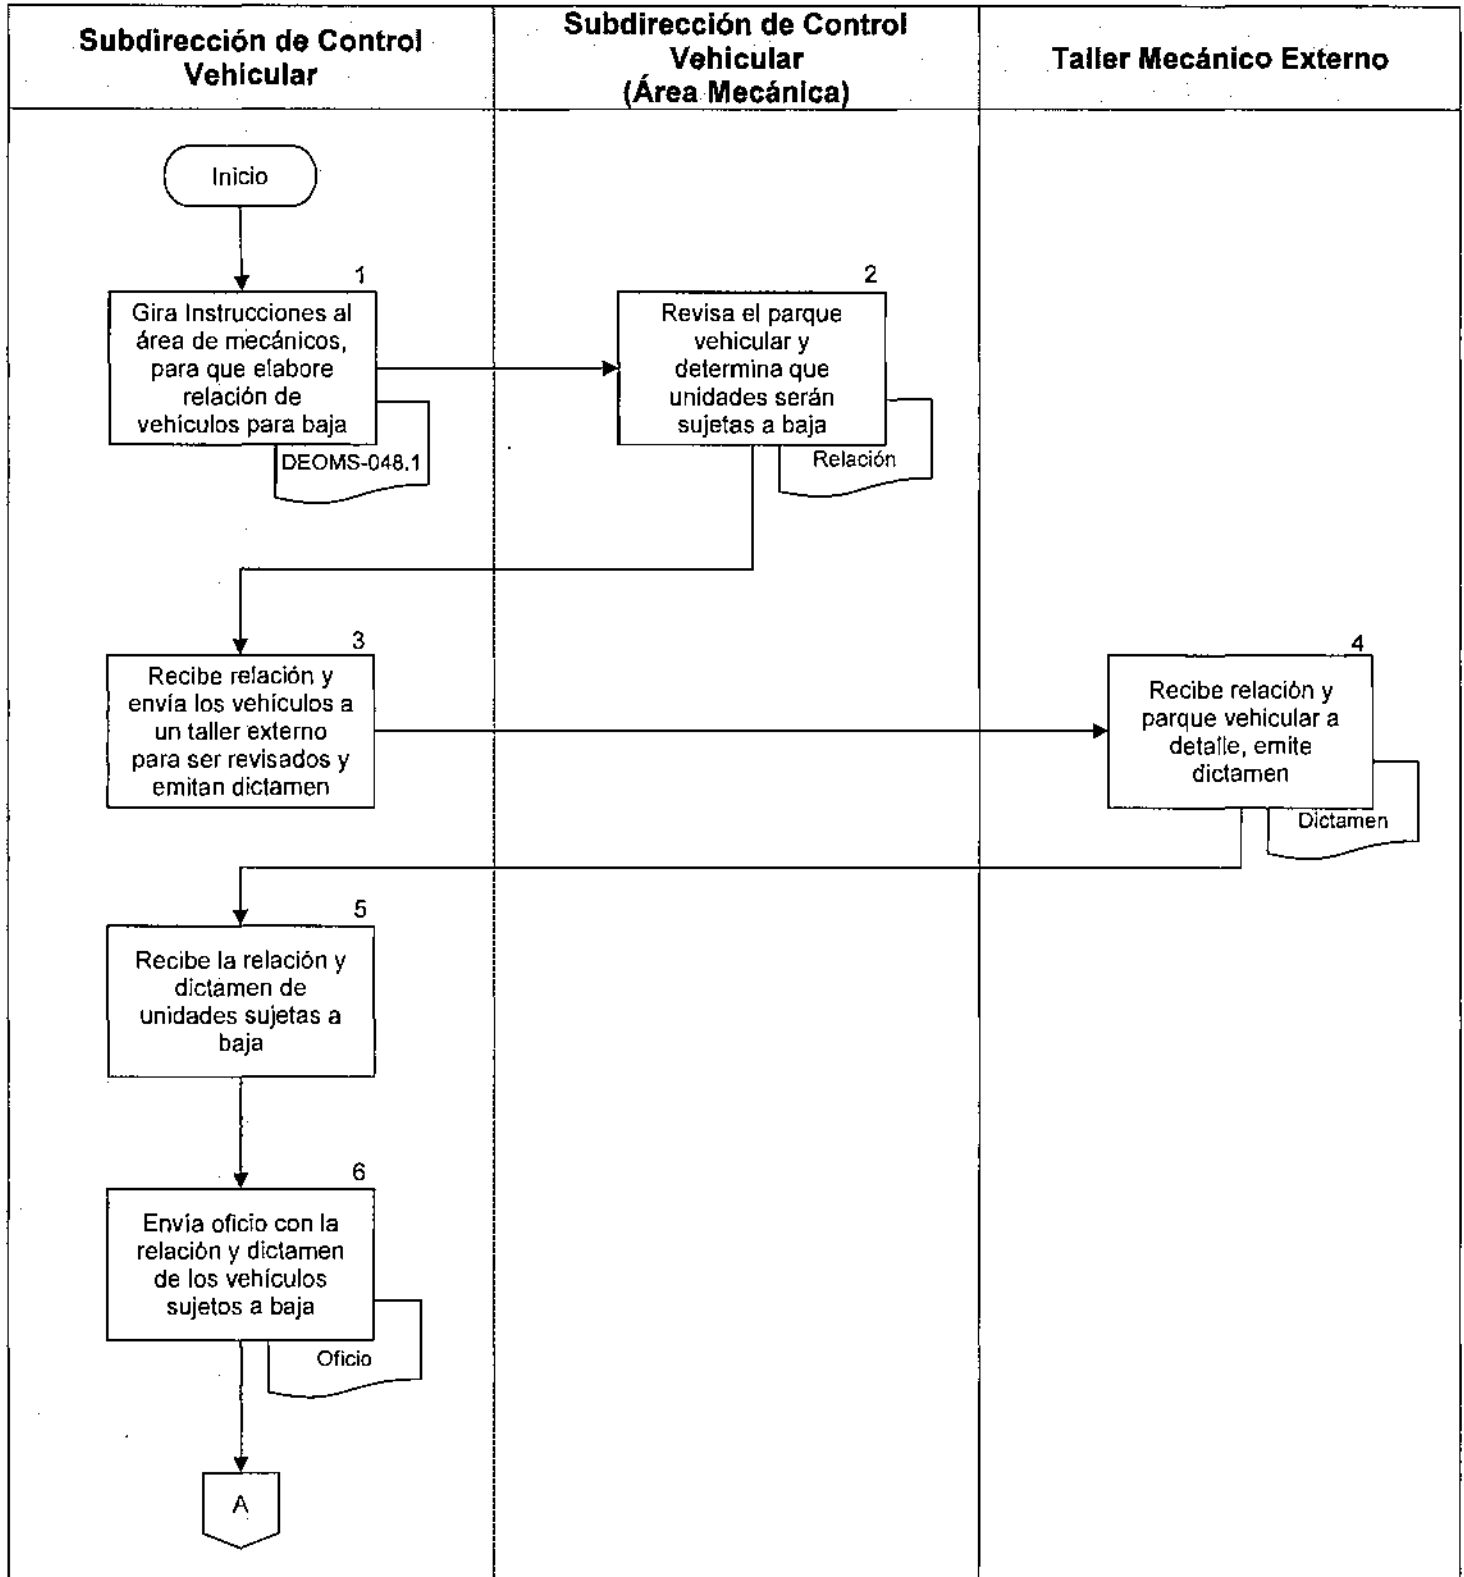 Subdirección de Control
Vehicular
Subdirección de Control
Vehicular
(Área Mecánica)
Taller Mecánico Externo
Inicio
1
Gira Instrucciones al
área de mecánicos,
para que elabore
relación de
vehículos para baja
DEOMS-048.1
2
Revisa el parque
vehicular y
determina que
unidades serán
sujetas a baja
Relación
3
Recibe relación y
envía los vehículos a
un taller externo
para ser revisados y
emitan dictamen
4
Recibe relación y
parque vehicular a
detalle, emite
dictamen
Dictamen
5
Recibe la relación y
dictámen de
unidades sujetas a
baja
6
Envía oficio con la
relación y dictamen
de los vehículos
sujetos a baja
Oficio
A